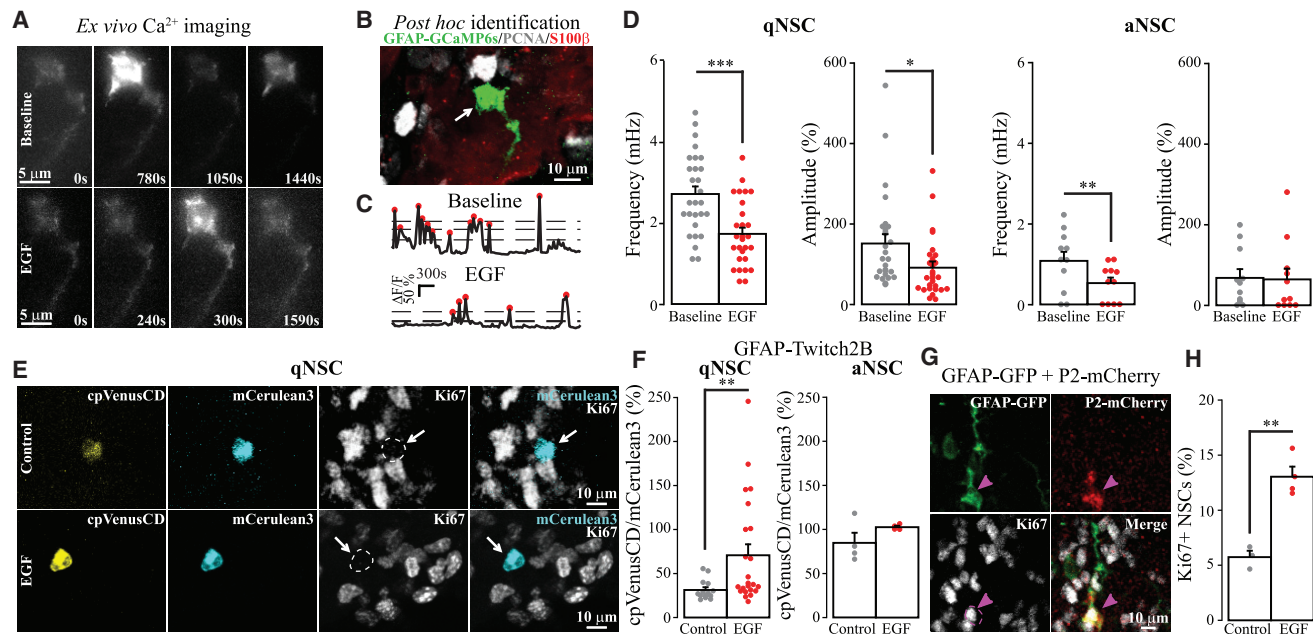 A
Ex vivo Ca²⁺ imaging
Baseline
5 μm
0s
780s
1050s
1440s
EGF
5 μm
0s
240s
300s
1590s
B
Post hoc identification
GFAP-GCaMP6s/PCNA/S100β
10 μm
C
Baseline
EGF
ΔF/F
50 %
300s
D
qNSC
aNSC
***
Frequency (mHz)
6
4
2
0
Baseline
EGF
*
Amplitude (%)
600
400
200
0
Baseline
EGF
**
Frequency (mHz)
6
4
2
0
Baseline
EGF
Amplitude (%)
600
400
200
0
Baseline
EGF
E
qNSC
Control
cpVenusCD
mCerulean3
Ki67
mCerulean3
Ki67
10 μm
10 μm
EGF
cpVenusCD
mCerulean3
Ki67
mCerulean3
Ki67
10 μm
10 μm
F
GFAP-Twitch2B
qNSC
aNSC
**
cpVenusCD/mCerulean3 (%)
250
200
150
100
50
0
Control
EGF
cpVenusCD/mCerulean3 (%)
250
200
150
100
50
0
Control
EGF
G
GFAP-GFP + P2-mCherry
GFAP-GFP
P2-mCherry
Ki67
Merge
10 μm
H
**
Ki67+ NSCs (%)
20
15
10
5
0
Control
EGF